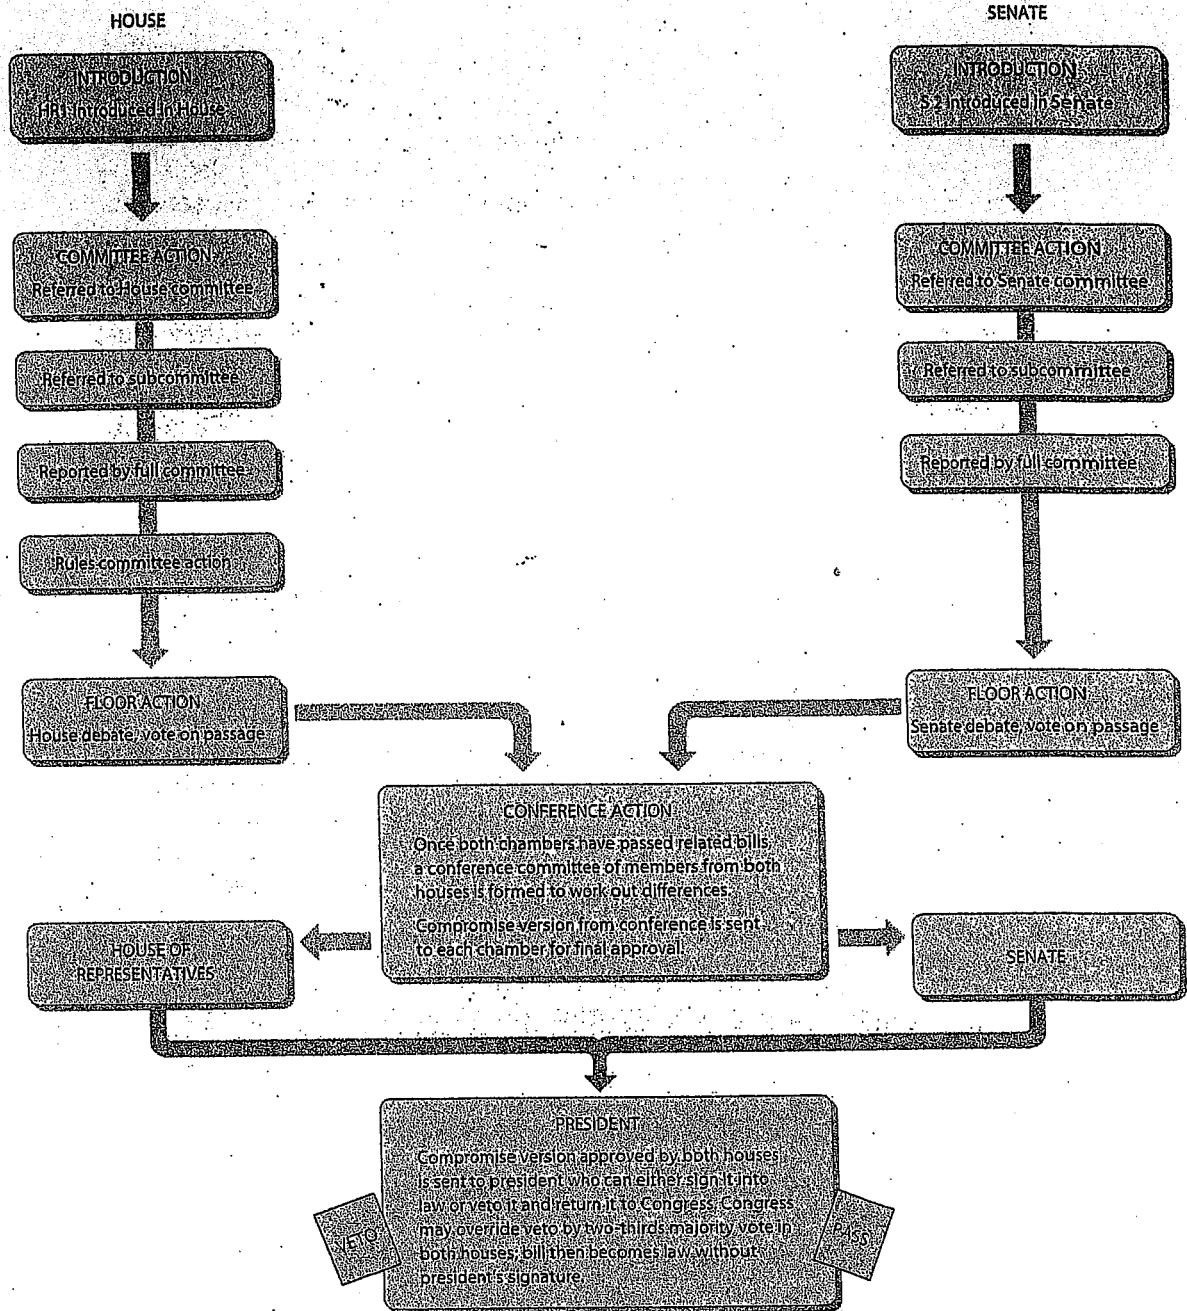 HOUSE
INTRODUCTION
HR1 Introduced in House
COMMITTEE ACTION
Referred to House committee
Referred to subcommittee
Reported by full committee
Rules committee action
FLOOR ACTION
House debate, vote on passage
SENATE
INTRODUCTION
S 2 Introduced in Senate
COMMITTEE ACTION
Referred to Senate committee
Referred to subcommittee
Reported by full committee
FLOOR ACTION
Senate debate, vote on passage
CONFERENCE ACTION
Once both chambers have passed related bills,
a conference committee of members from both
houses is formed to work out differences.
Compromise version from conference is sent
to each chamber for final approval.
HOUSE OF
REPRESENTATIVES
SENATE
PRESIDENT
Compromise version approved by both houses
is sent to president who can either sign it into
law or veto it and return it to Congress. Congress
may override veto by two-thirds majority vote in
both houses; bill then becomes law without
president's signature.
VETO
PASS